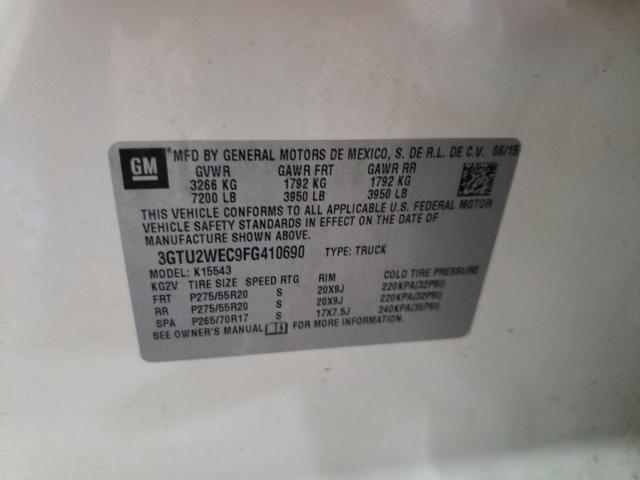 GM MFD BY GENERAL MOTORS DE MEXICO, S. DE R.L. DE C.V. 06/15
GVWR GAWR FRT GAWR RR
3266 KG 1792 KG 1792 KG
7200 LB 3950 LB 3950 LB
THIS VEHICLE CONFORMS TO ALL APPLICABLE U.S. FEDERAL MOTOR
VEHICLE SAFETY STANDARDS IN EFFECT ON THE DATE OF
MANUFACTURE SHOWN ABOVE.
3GTU2WEC9FG410690 TYPE: TRUCK
MODEL: K15543
KG2V TIRE SIZE SPEED RTG RIM COLD TIRE PRESSURE
FRT P275/55R20 S 20X9J 220KPA(32PSI)
RR P275/55R20 S 20X9J 220KPA(32PSI)
SPA P265/70R17 S 17X7.5J 240KPA(35PSI)
SEE OWNER'S MANUAL FOR MORE INFORMATION.